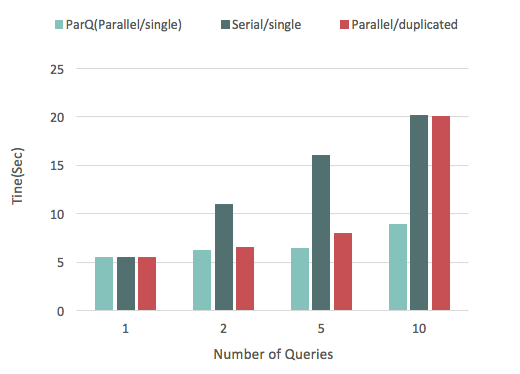 ParQ(Parallel/single) Serial/single Parallel/duplicated
25
20
15
10
5
0
Tine(Sec)
1 2 5 10
Number of Queries